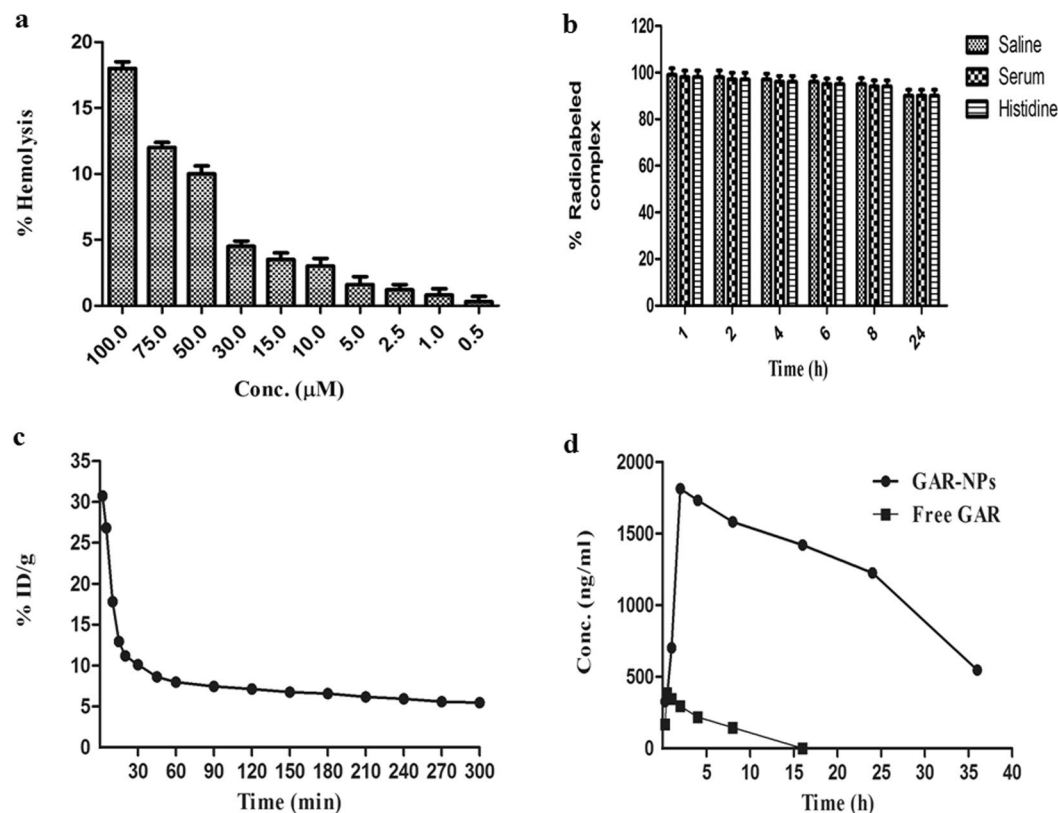 a
% Hemolysis
20
15
10
5
0
100.0 75.0 50.0 30.0 15.0 10.0 5.0 2.5 1.0 0.5
Conc. (μM)
b
% Radiolabeled
complex
120
100
80
60
40
20
0
1 2 4 6 8 24
Time (h)
Saline
Serum
Histidine
c
% ID/g
35
30
25
20
15
10
5
0
30 60 90 120 150 180 210 240 270 300
Time (min)
d
Conc. (ng/ml)
2000
1500
1000
500
0
5 10 15 20 25 30 35 40
Time (h)
GAR-NPs
Free GAR